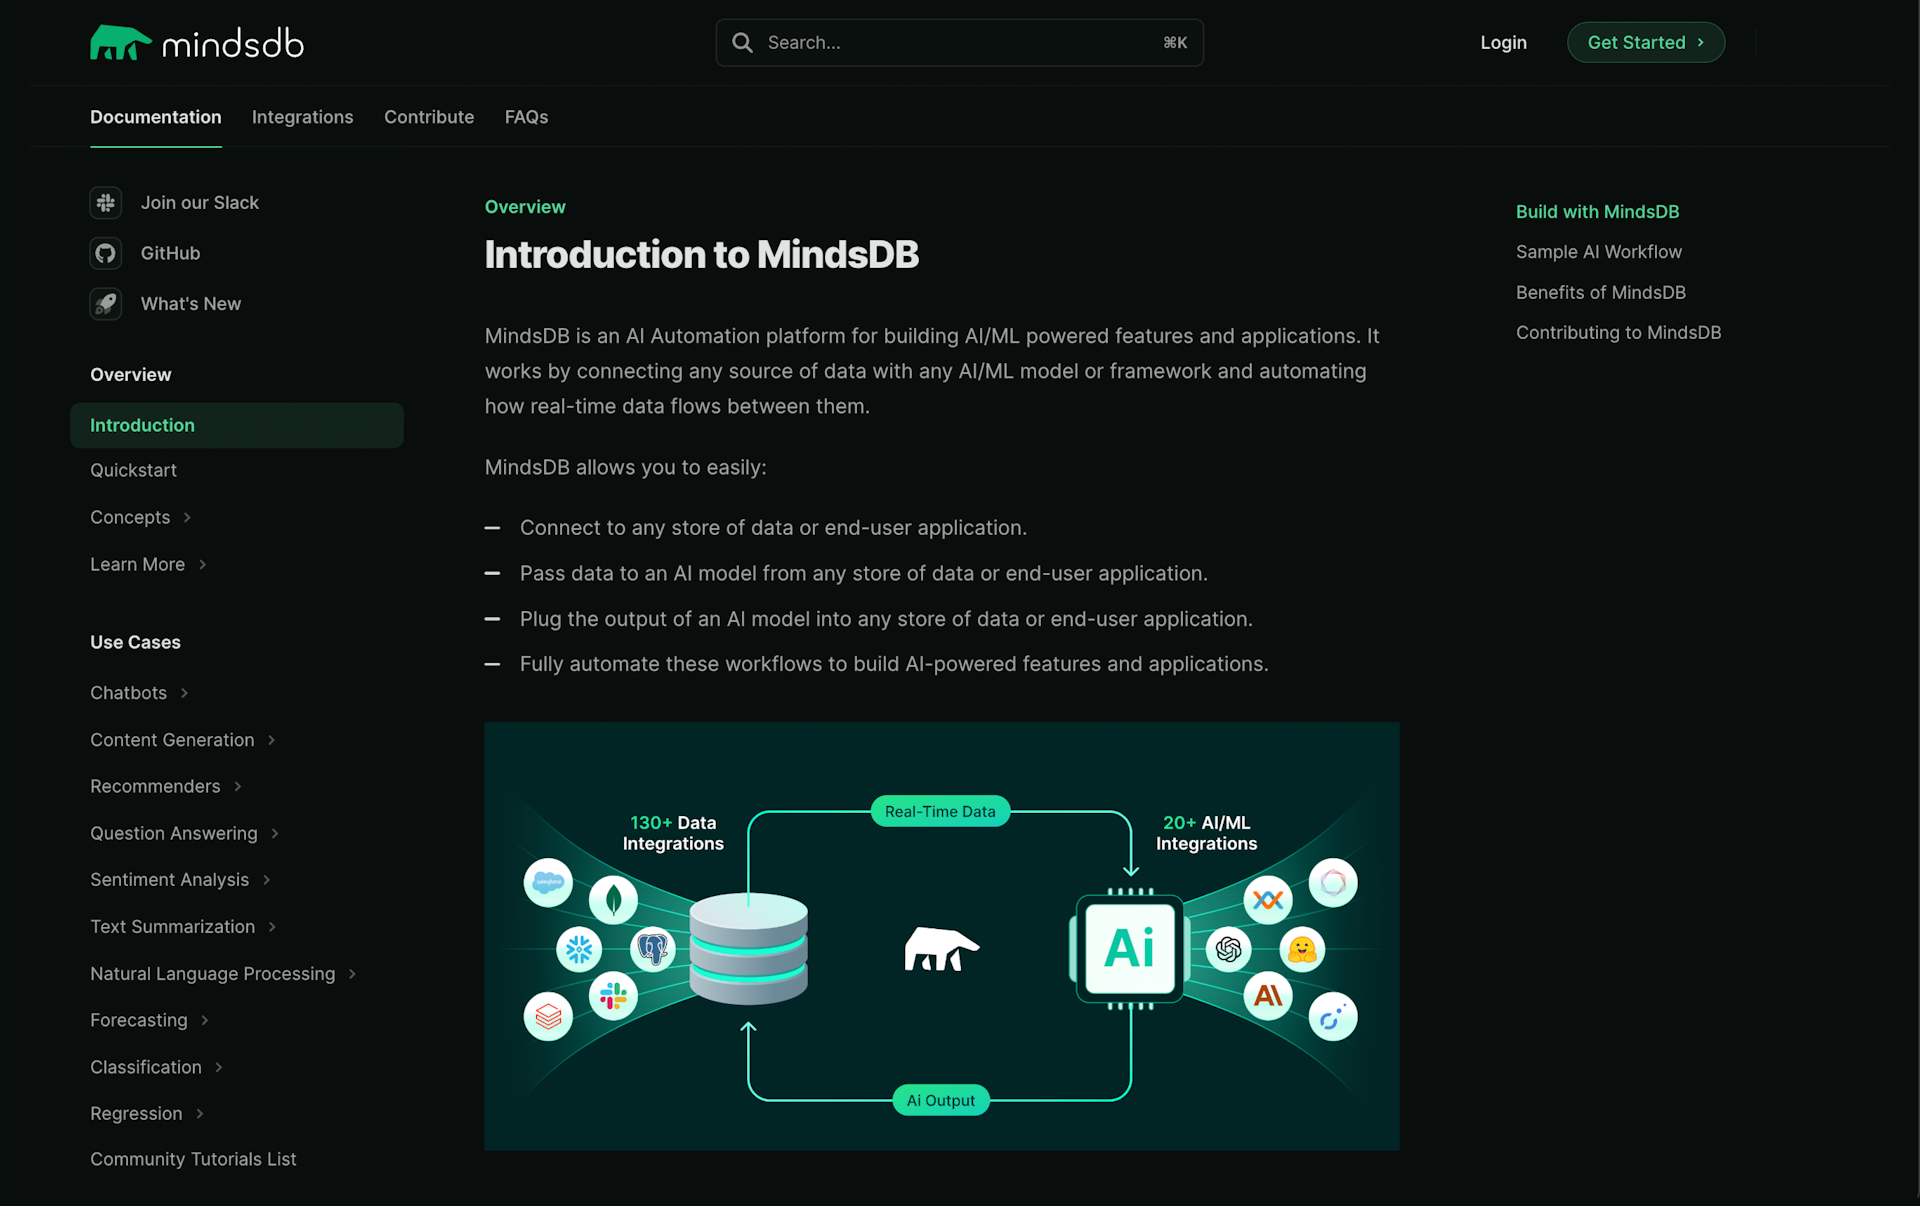 mindsdb
Search...
⌘K
Login
Get Started
Documentation
Integrations
Contribute
FAQs
Join our Slack
GitHub
What's New
Overview
Introduction
Quickstart
Concepts
Learn More
Use Cases
Chatbots
Content Generation
Recommenders
Question Answering
Sentiment Analysis
Text Summarization
Natural Language Processing
Forecasting
Classification
Regression
Community Tutorials List
Overview
Introduction to MindsDB
MindsDB is an AI Automation platform for building AI/ML powered features and applications. It
works by connecting any source of data with any AI/ML model or framework and automating
how real-time data flows between them.
MindsDB allows you to easily:
— Connect to any store of data or end-user application.
— Pass data to an AI model from any store of data or end-user application.
— Plug the output of an AI model into any store of data or end-user application.
— Fully automate these workflows to build AI-powered features and applications.
Real-Time Data
130+ Data
Integrations
20+ AI/ML
Integrations
salesforce
Ai
Ai Output
Build with MindsDB
Sample AI Workflow
Benefits of MindsDB
Contributing to MindsDB